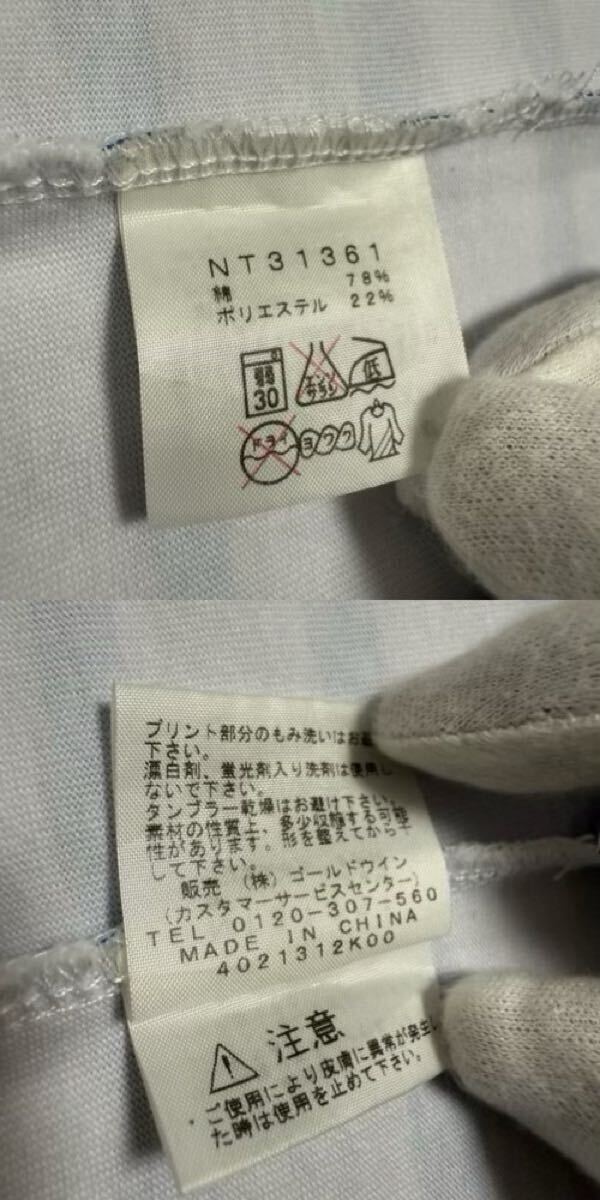 NT31361
綿 78%
ポリエステル 22%
弱
30
エンソ
サラシ
低
ドライ
ヨワク
プリント部分のもみ洗いはお避
下さい。
漂白剤、蛍光剤入り洗剤は使用し
ないで下さい。
タンブラー乾燥はお避け下さい。
素材の性質上、多少収縮する可能
性があります。形を整えてから干
して下さい。
販売 (株)ゴールドウイン
(カスタマーサービスセンター)
TEL 0120-307-560
MADE IN CHINA
4021312K00
注意
ご使用により皮膚に異常が発生し
た時は使用を止めて下さい。